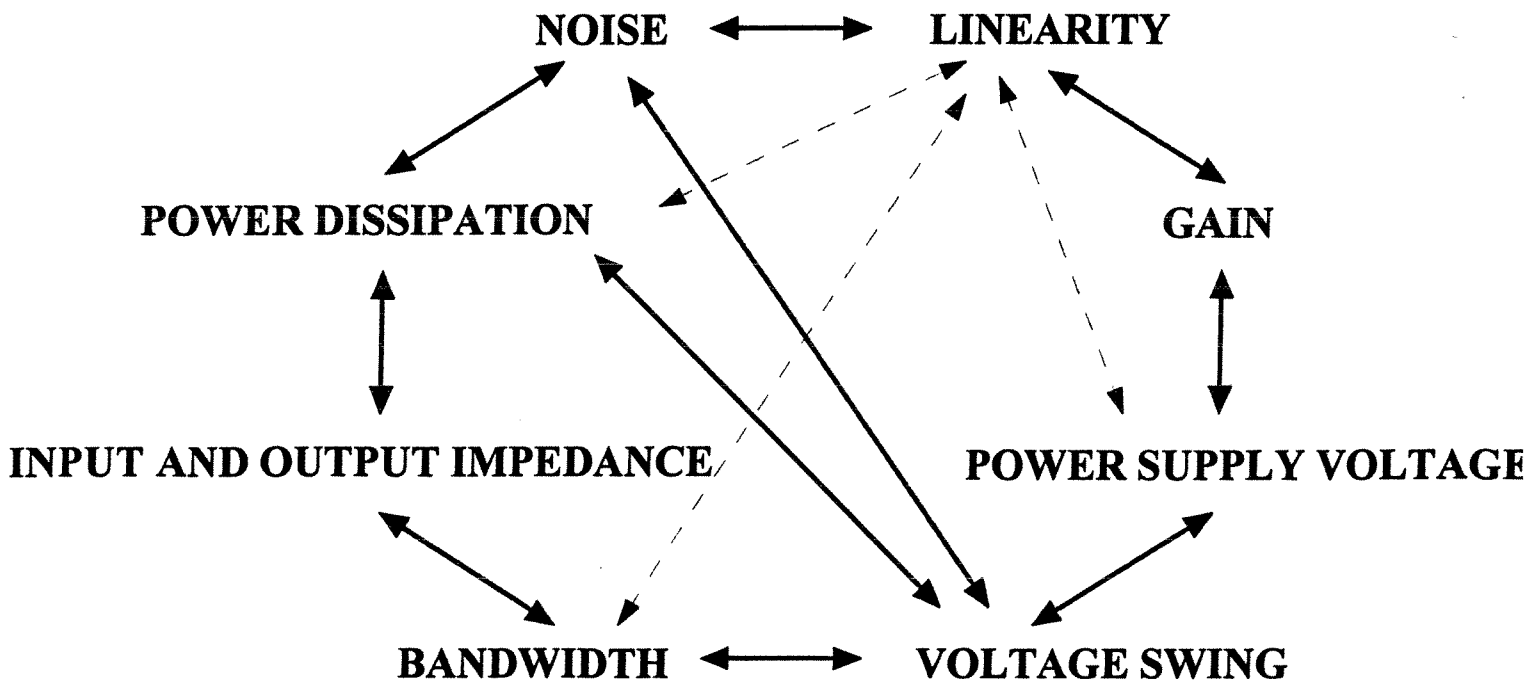 NOISE LINEARITY
POWER DISSIPATION GAIN
INPUT AND OUTPUT IMPEDANCE POWER SUPPLY VOLTAGE
BANDWIDTH VOLTAGE SWING